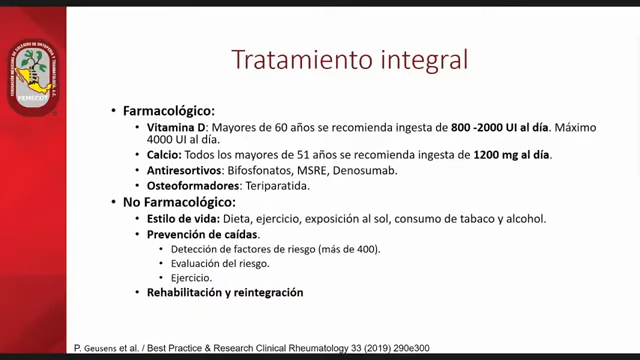 Tratamiento integral
• Farmacológico:
• Vitamina D: Mayores de 60 años se recomienda ingesta de 800 -2000 UI al día. Máximo
4000 UI al día.
• Calcio: Todos los mayores de 51 años se recomienda ingesta de 1200 mg al día.
• Antiresortivos: Bifosfonatos, MSRE, Denosumab.
• Osteoformadores: Teriparatida.
• No Farmacológico:
• Estilo de vida: Dieta, ejercicio, exposición al sol, consumo de tabaco y alcohol.
• Prevención de caídas.
• Detección de factores de riesgo (más de 400).
• Evaluación del riesgo.
• Ejercicio.
• Rehabilitación y reintegración
P. Geusens et al. / Best Practice & Research Clinical Rheumatology 33 (2019) 290e300